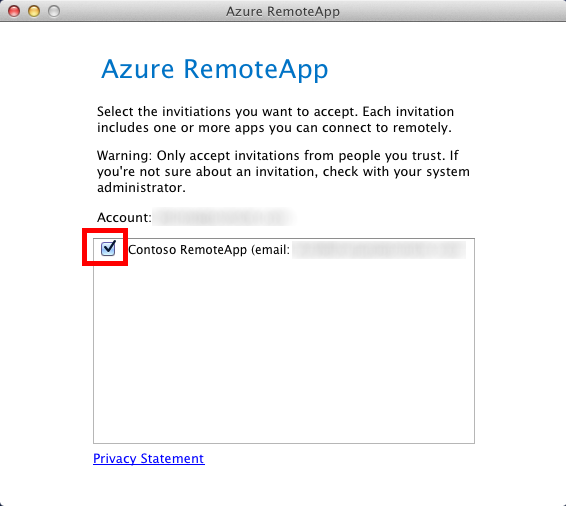 Azure RemoteApp
Azure RemoteApp
Select the invitiations you want to accept. Each invitation
includes one or more apps you can connect to remotely.
Warning: Only accept invitations from people you trust. If
you're not sure about an invitation, check with your system
administrator.
Account:
Contoso RemoteApp (email:
Privacy Statement